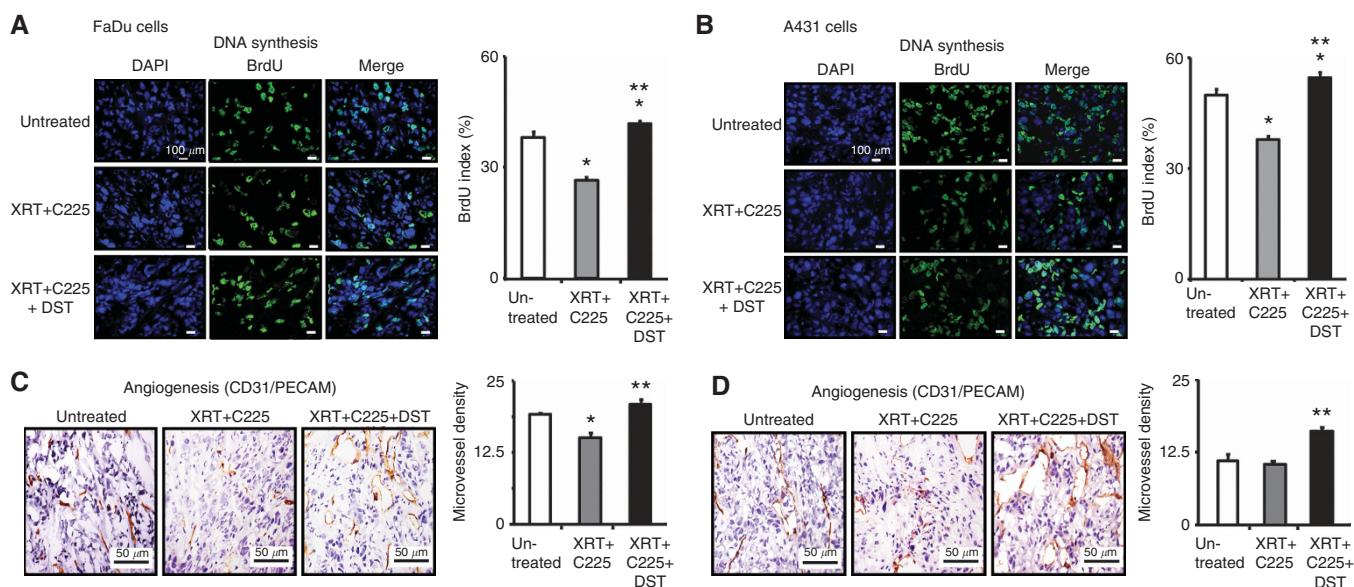 A
FaDu cells
DNA synthesis
DAPI BrdU Merge
Untreated
100 μm
XRT+C225
XRT+C225
+ DST
60
30
0
BrdU index (%)
*
**
*
Un-
treated
XRT+
C225
XRT+
C225+
DST
B
A431 cells
DNA synthesis
DAPI BrdU Merge
Untreated
100 μm
XRT+C225
XRT+C225
+ DST
60
30
0
BrdU index (%)
*
**
*
Un-
treated
XRT+
C225
XRT+
C225+
DST
C
Angiogenesis (CD31/PECAM)
Untreated XRT+C225 XRT+C225+DST
50 μm 50 μm 50 μm
25
12.5
0
Microvessel density
*
**
Un-
treated
XRT+
C225
XRT+
C225+
DST
D
Angiogenesis (CD31/PECAM)
Untreated XRT+C225 XRT+C225+DST
50 μm 50 μm 50 μm
25
12.5
0
Microvessel density
**
Un-
treated
XRT+
C225
XRT+
C225+
DST